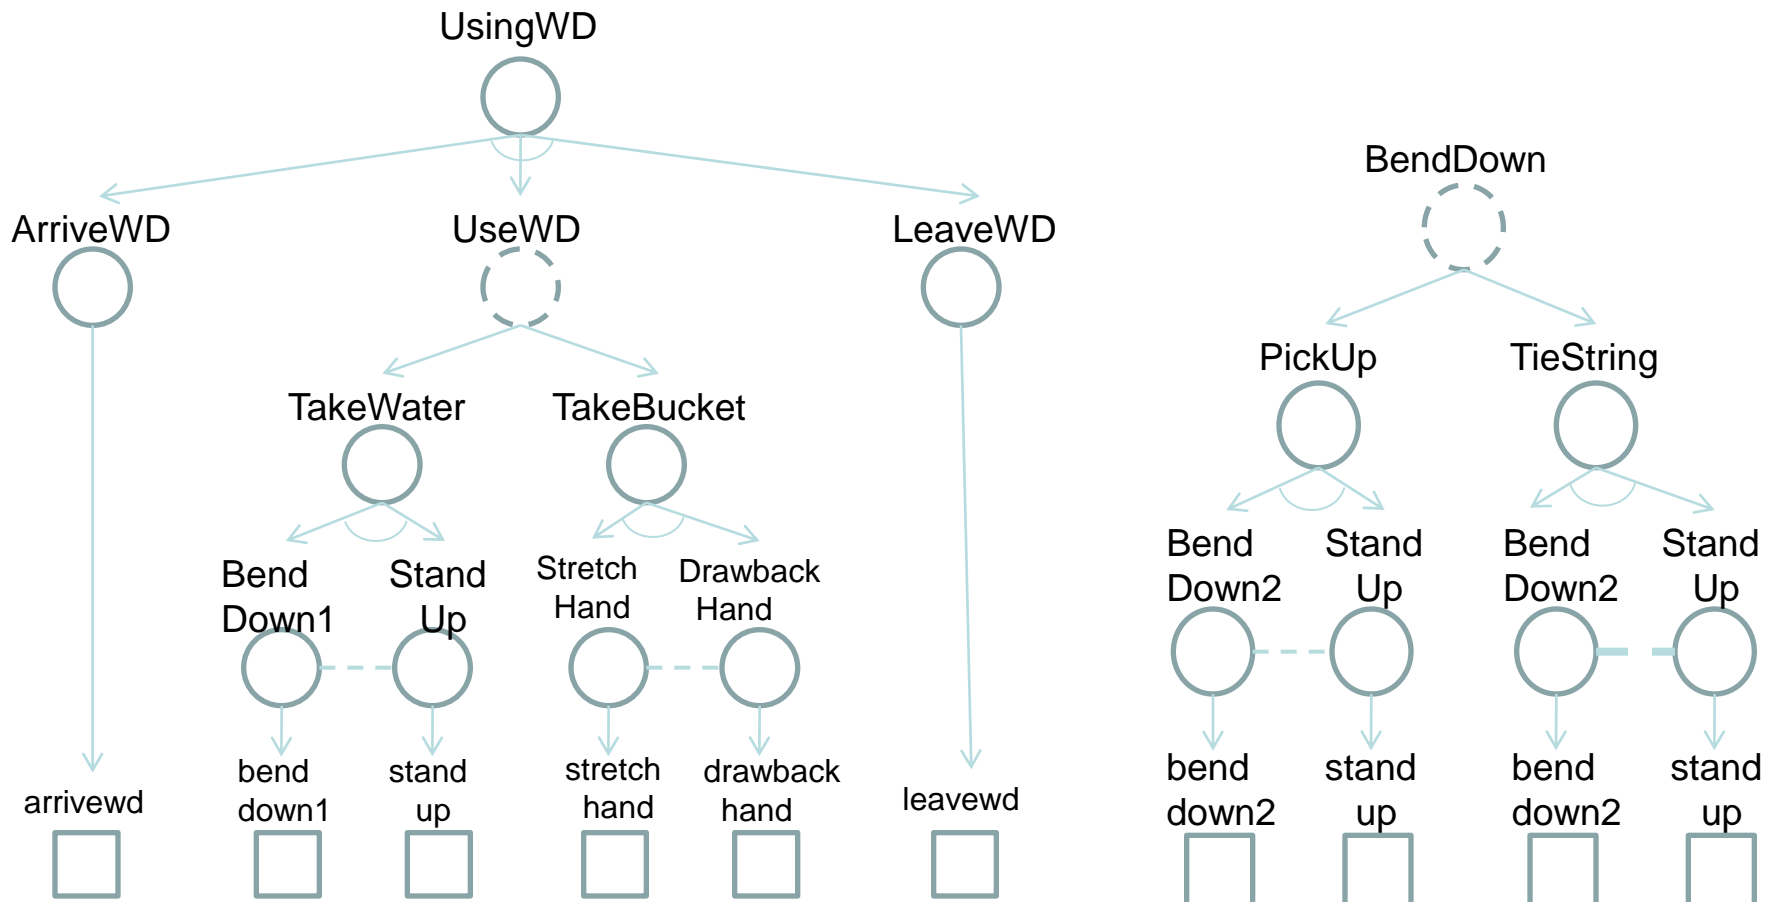 UsingWD
BendDown
ArriveWD
UseWD
LeaveWD
PickUp
TieString
TakeWater
TakeBucket
Bend
Down1
Stand
Up
Stretch
Hand
Drawback
Hand
Bend
Down2
Stand
Up
Bend
Down2
Stand
Up
arrivewd
bend
down1
stand
up
stretch
hand
drawback
hand
leavewd
bend
down2
stand
up
bend
down2
stand
up